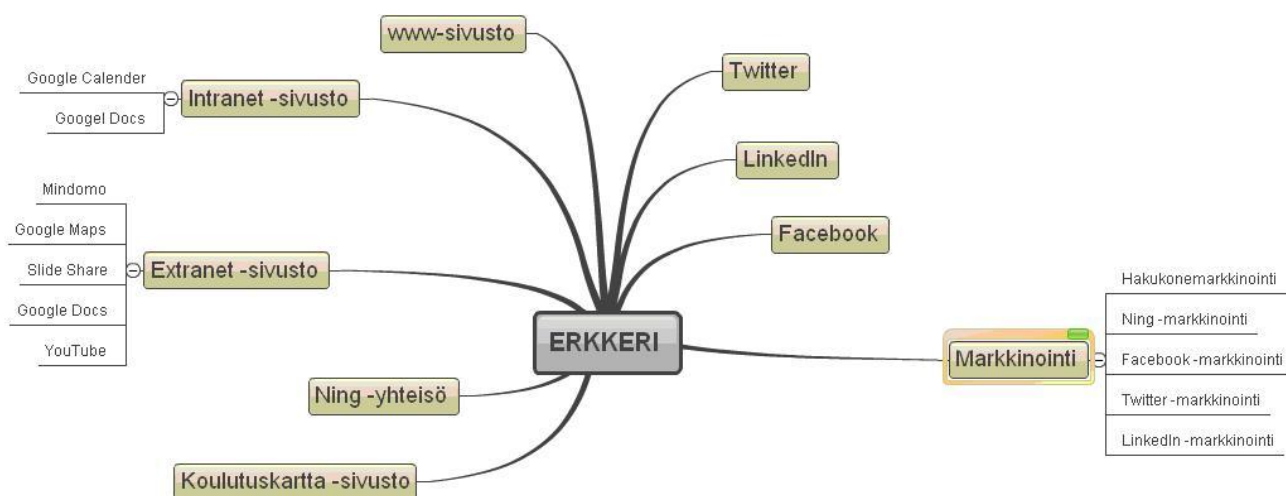 www-sivusto
Twitter
Google Calender
Intranet -sivusto
Googel Docs
LinkedIn
Mindomo
Google Maps
Facebook
Slide Share
Extranet -sivusto
Google Docs
YouTube
ERKKERI
Hakukonemarkkinointi
Ning -markkinointi
Markkinointi
Facebook -markkinointi
Twitter -markkinointi
LinkedIn -markkinointi
Ning -yhteisö
Koulutuskartta -sivusto